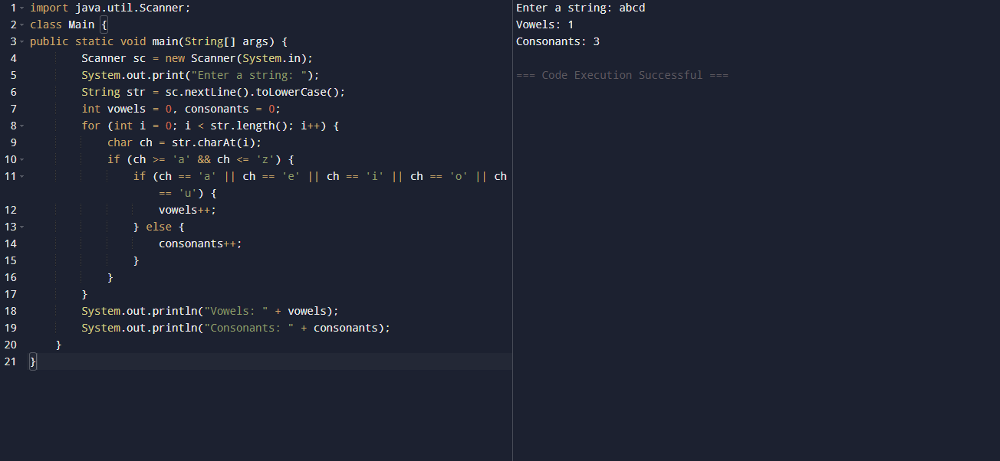 1 import java.util.Scanner;
2 class Main {
3 public static void main(String[] args) {
4 Scanner sc = new Scanner(System.in);
5 System.out.print("Enter a string: ");
6 String str = sc.nextLine().toLowerCase();
7 int vowels = 0, consonants = 0;
8 for (int i = 0; i < str.length(); i++) {
9 char ch = str.charAt(i);
10 if (ch >= 'a' && ch <= 'z') {
11 if (ch == 'a' || ch == 'e' || ch == 'i' || ch == 'o' || ch
== 'u') {
12 vowels++;
13 } else {
14 consonants++;
15 }
16 }
17 }
18 System.out.println("Vowels: " + vowels);
19 System.out.println("Consonants: " + consonants);
20 }
21 }
Enter a string: abcd
Vowels: 1
Consonants: 3
=== Code Execution Successful ===